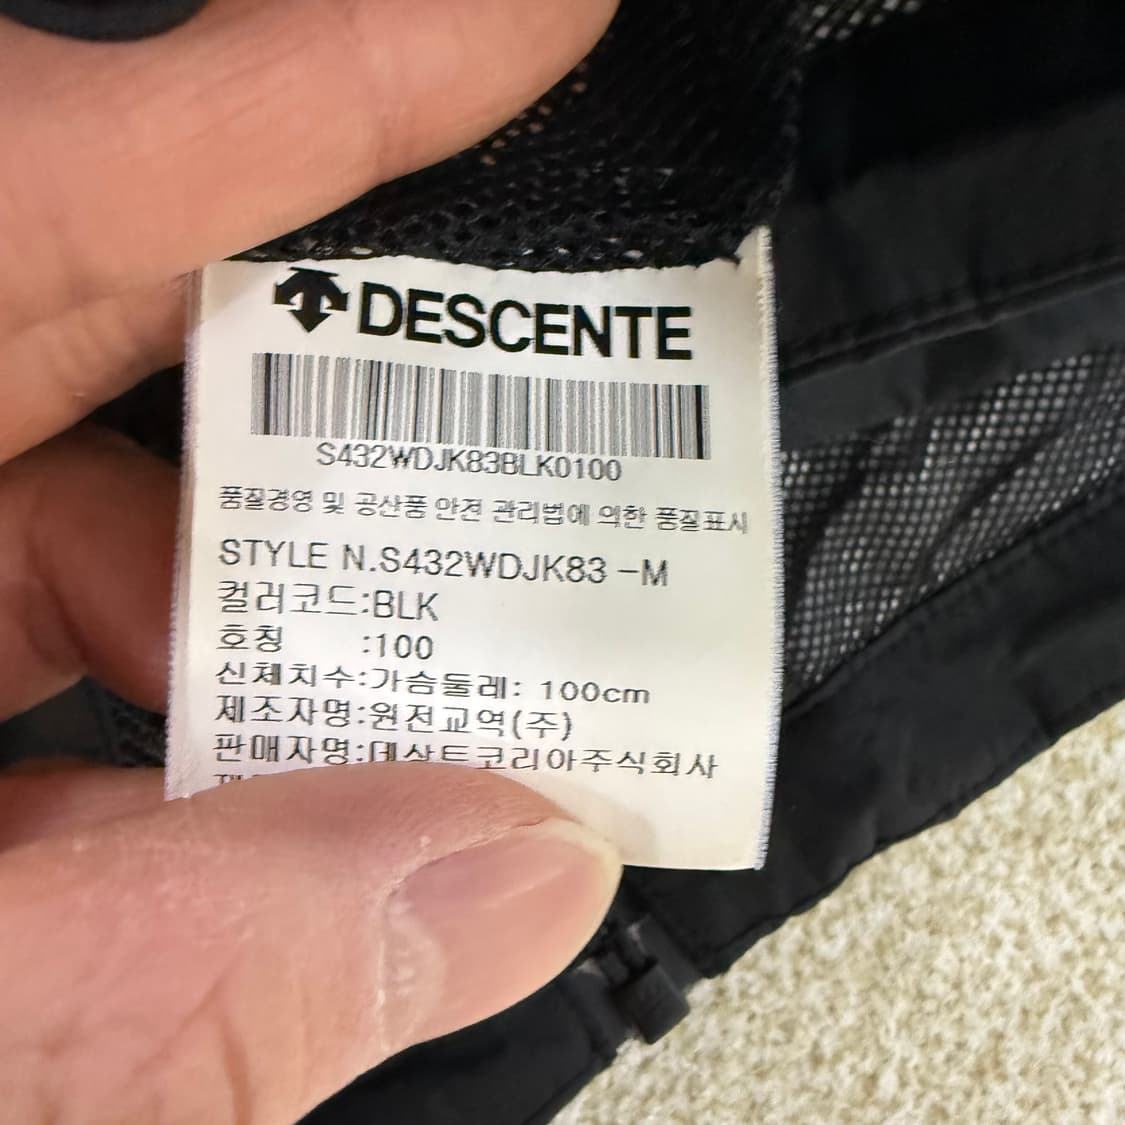 DESCENTE
S432WDJK83BLK0100
품질경영 및 공산품 안전 관리법에 의한 품질표시
STYLE N.S432WDJK83 -M
컬러코드:BLK
호칭 :100
신체치수:가슴둘레: 100cm
제조자명:원전교역(주)
판매자명:데상트코리아주식회사